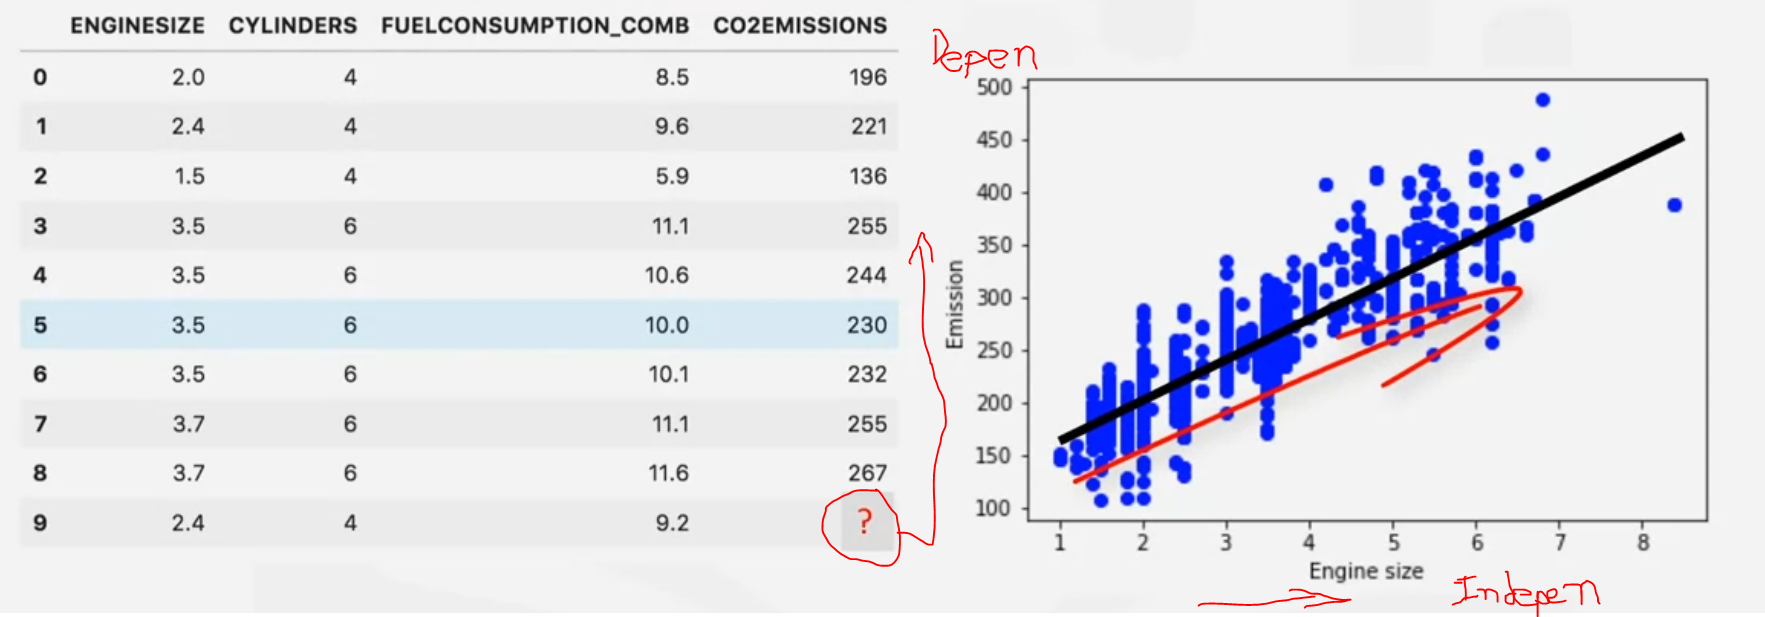 ENGINESIZE CYLINDERS FUELCONSUMPTION_COMB CO2EMISSIONS
0 2.0 4 8.5 196
1 2.4 4 9.6 221
2 1.5 4 5.9 136
3 3.5 6 11.1 255
4 3.5 6 10.6 244
5 3.5 6 10.0 230
6 3.5 6 10.1 232
7 3.7 6 11.1 255
8 3.7 6 11.6 267
9 2.4 4 9.2 ?
Depen
500
450
400
350
300
250
200
150
100
Emission
1 2 3 4 5 6 7 8
Engine size
Indepen